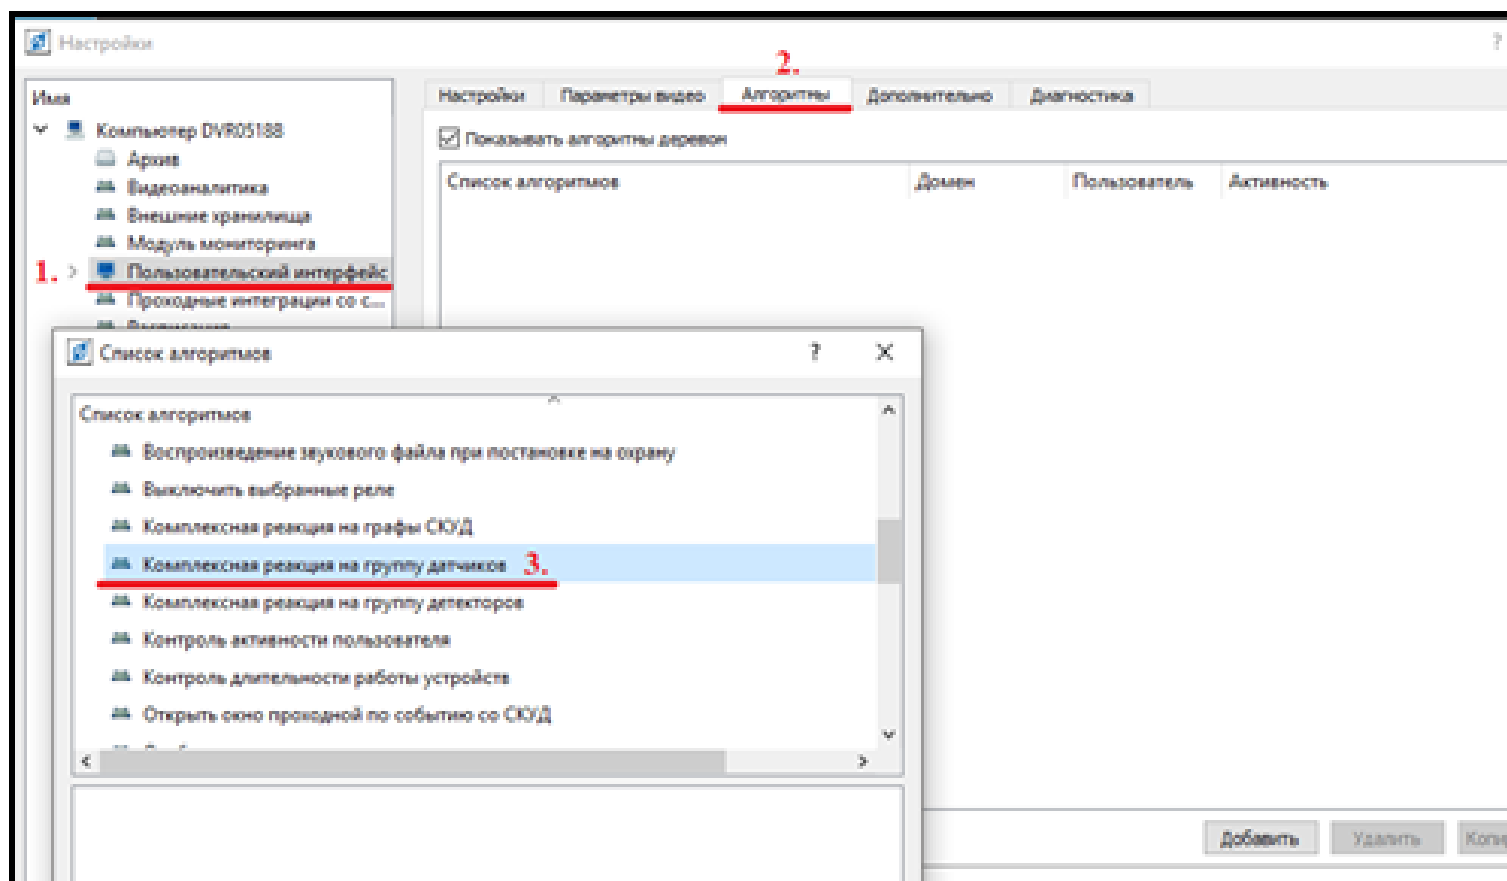 Настройки
?
2.
Имя
Настройки Параметры видео Алгоритмы Дополнительно Диагностика
Компьютер DVR05188
Показывать алгоритмы деревом
Архив
Список алгоритмов Домен Пользователь Активность
Видеоаналитика
Внешние хранилища
Модуль мониторинга
1. Пользовательский интерфейс
Проходные интеграции со с...
Расписания
Список алгоритмов
? X
Список алгоритмов
Воспроизведение звукового файла при постановке на охрану
Выключить выбранные реле
Комплексная реакция на графы СКУД
Комплексная реакция на группу датчиков 3.
Комплексная реакция на группу детекторов
Контроль активности пользователя
Контроль длительности работы устройств
Открыть окно проходной по событию со СКУД
Добавить Удалить Копи